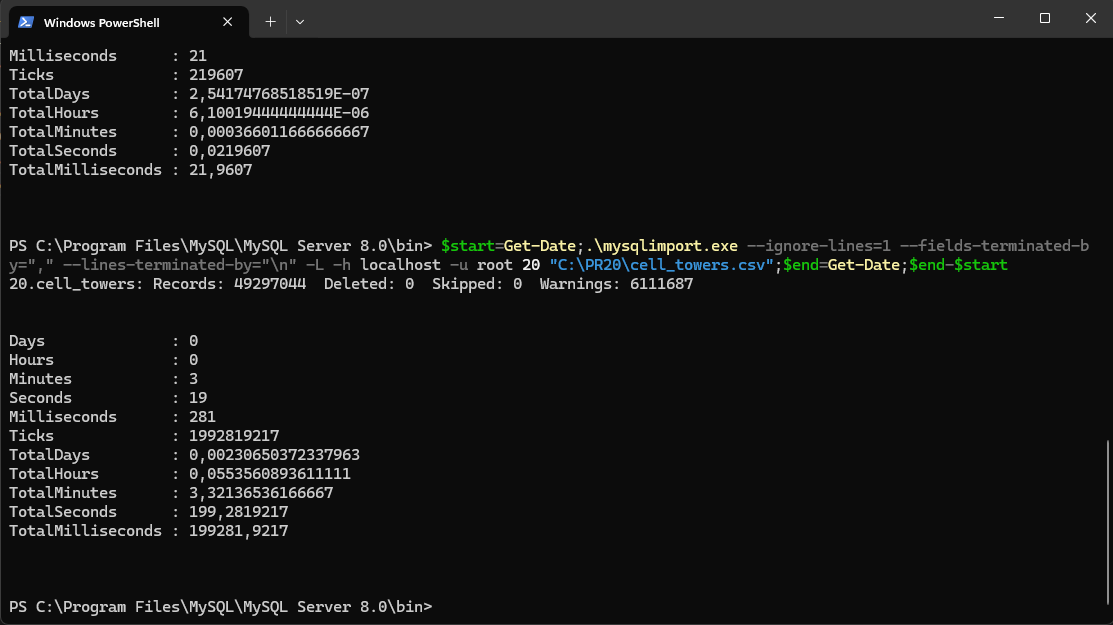 Windows PowerShell
Milliseconds : 21
Ticks : 219607
TotalDays : 2,54174768518519E-07
TotalHours : 6,10019444444444E-06
TotalMinutes : 0,000366011666666667
TotalSeconds : 0,0219607
TotalMilliseconds : 21,9607
PS C:\Program Files\MySQL\MySQL Server 8.0\bin> $start=Get-Date;.\mysqlimport.exe --ignore-lines=1 --fields-terminated-b
y="," --lines-terminated-by="\n" -L -h localhost -u root 20 "C:\PR20\cell_towers.csv";$end=Get-Date;$end-$start
20.cell_towers: Records: 49297044  Deleted: 0  Skipped: 0  Warnings: 6111687
Days : 0
Hours : 0
Minutes : 3
Seconds : 19
Milliseconds : 281
Ticks : 1992819217
TotalDays : 0,00230650372337963
TotalHours : 0,0553560893611111
TotalMinutes : 3,32136536166667
TotalSeconds : 199,2819217
TotalMilliseconds : 199281,9217
PS C:\Program Files\MySQL\MySQL Server 8.0\bin>